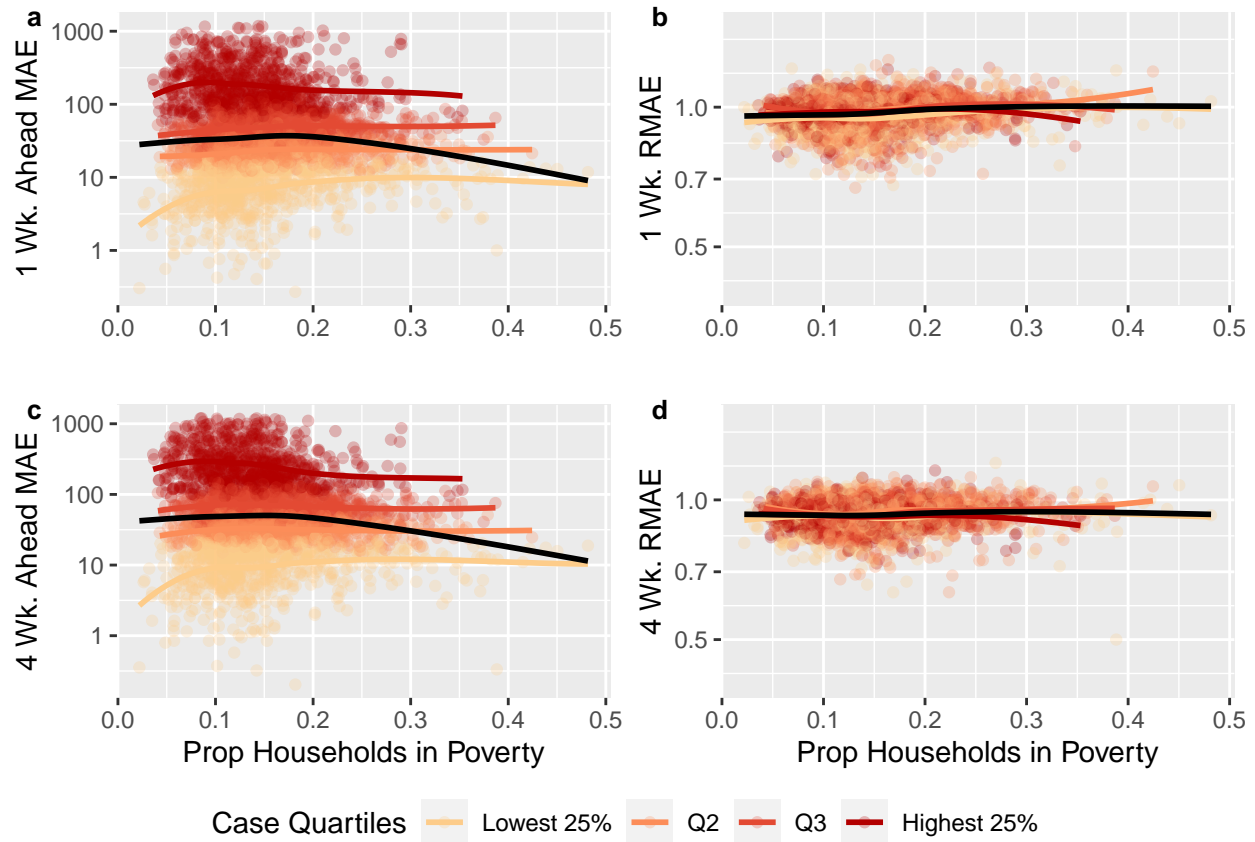 a
1 Wk. Ahead MAE
1000
100
10
1
0.0 0.1 0.2 0.3 0.4 0.5
b
1 Wk. RMAE
1.0
0.7
0.5
0.0 0.1 0.2 0.3 0.4 0.5
c
4 Wk. Ahead MAE
1000
100
10
1
0.0 0.1 0.2 0.3 0.4 0.5
Prop Households in Poverty
d
4 Wk. RMAE
1.0
0.7
0.5
0.0 0.1 0.2 0.3 0.4 0.5
Prop Households in Poverty
Case Quartiles Lowest 25% Q2 Q3 Highest 25%